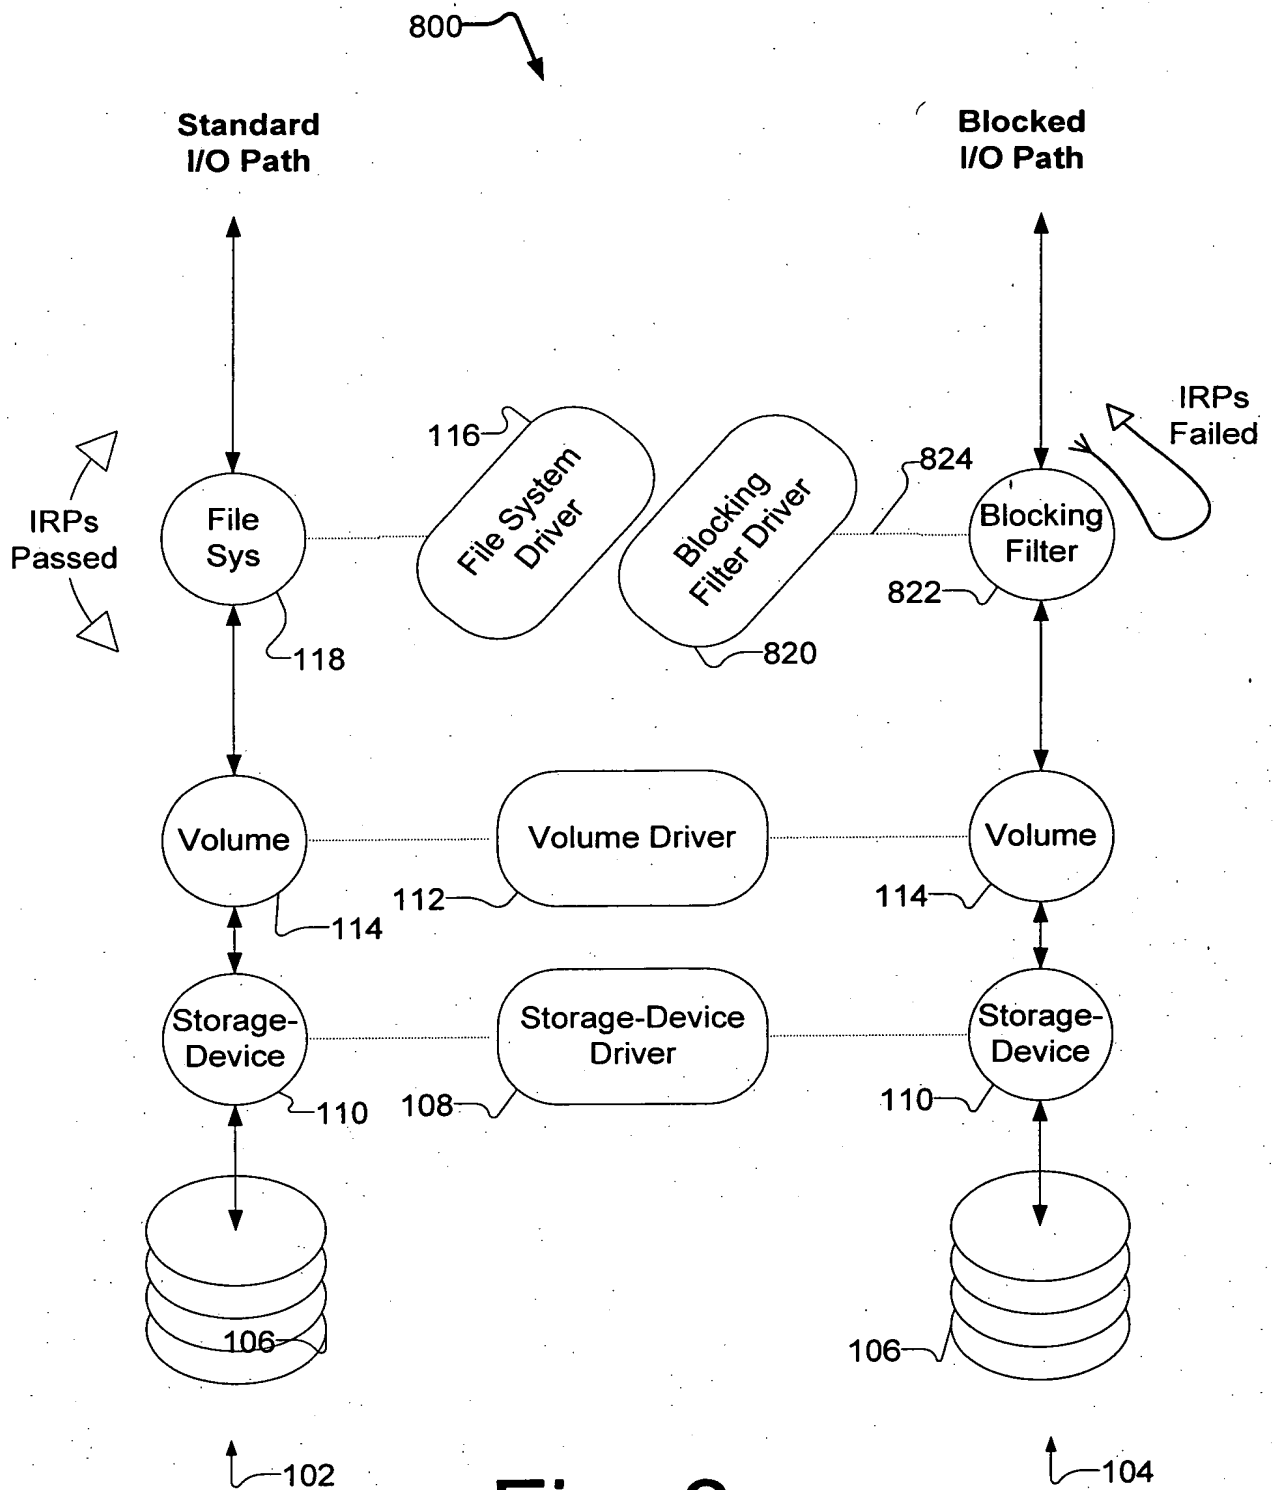 800
Standard
I/O Path
Blocked
I/O Path
IRPs
Failed
116
File System
Driver
Blocking
Filter Driver
824
IRPs
Passed
File
Sys
Blocking
Filter
822
118
820
Volume
Volume Driver
Volume
112
114
114
Storage-
Device
Storage-Device
Driver
Storage-
Device
110
108
110
106
106
102
104